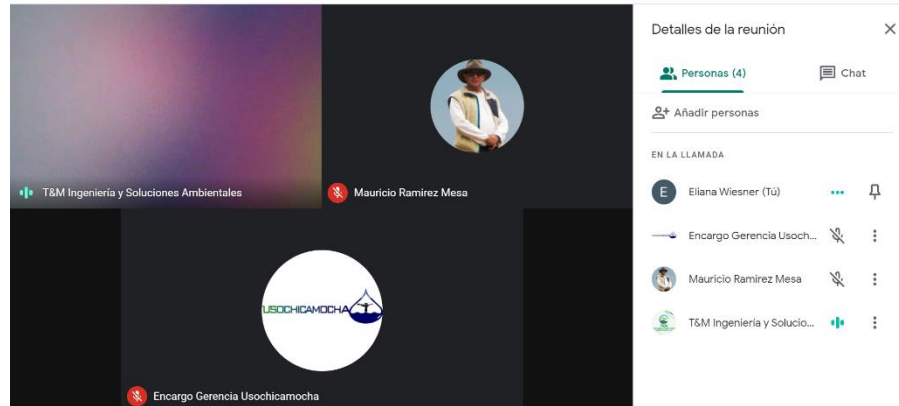 T&M Ingeniería y Soluciones Ambientales
Mauricio Ramirez Mesa
USOCHICAMOCHA
Encargo Gerencia Usochicamocha
Detalles de la reunión
Personas (4)
Chat
Añadir personas
EN LA LLAMADA
E
Eliana Wiesner (Tú)
Encargo Gerencia Usoch...
Mauricio Ramirez Mesa
T&M Ingeniería y Solucio...